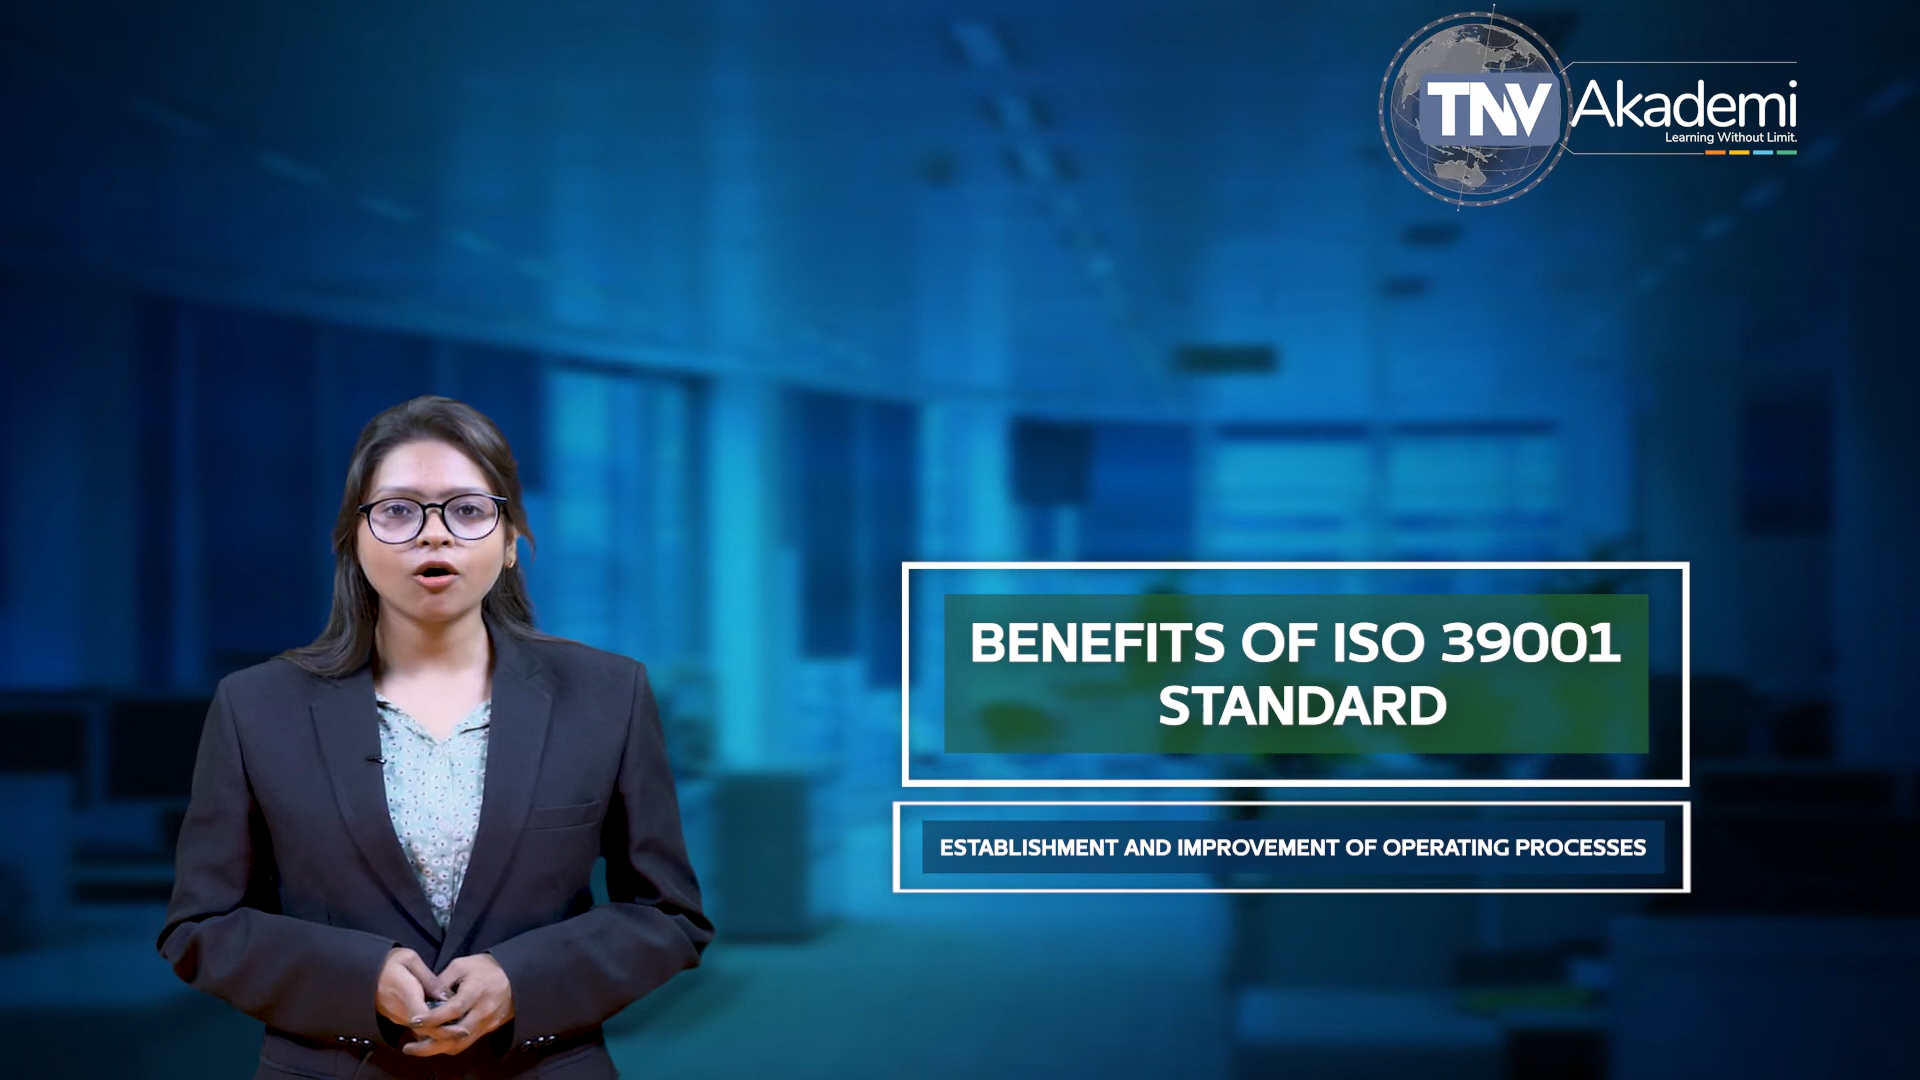 TNV Akademi
Learning Without Limit.
BENEFITS OF ISO 39001
STANDARD
ESTABLISHMENT AND IMPROVEMENT OF OPERATING PROCESSES